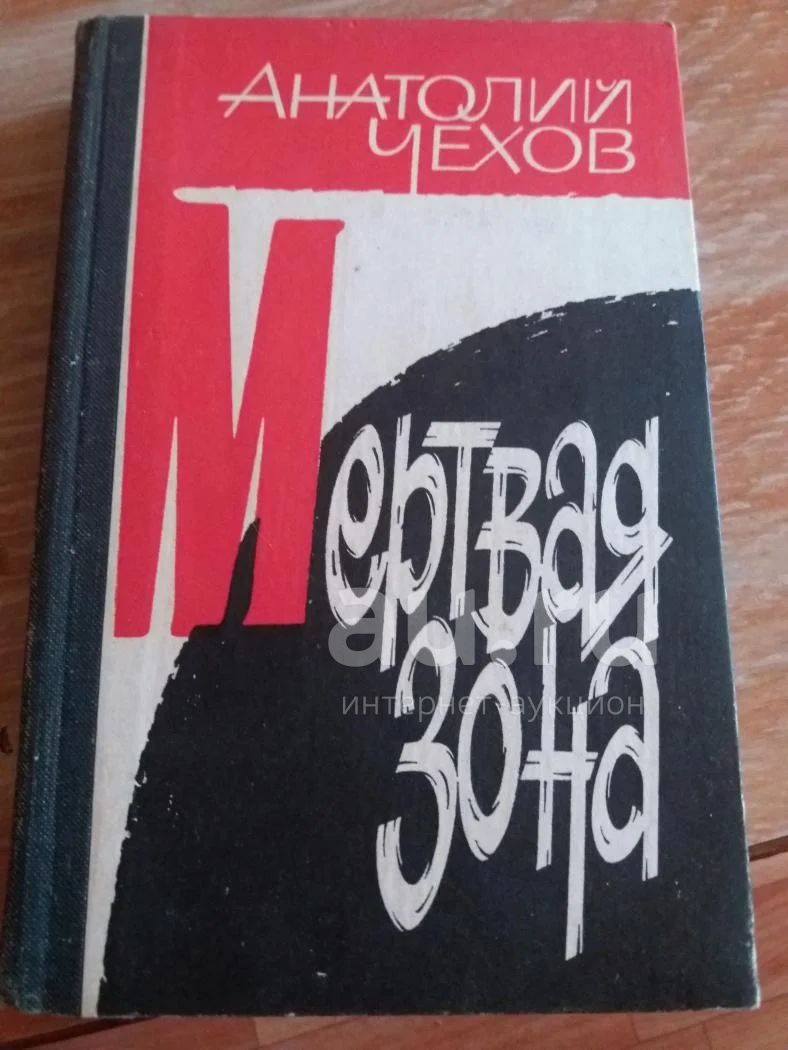 Анатолий
Чехов
Мертвая
зона
au.ru
интернет-аукцион